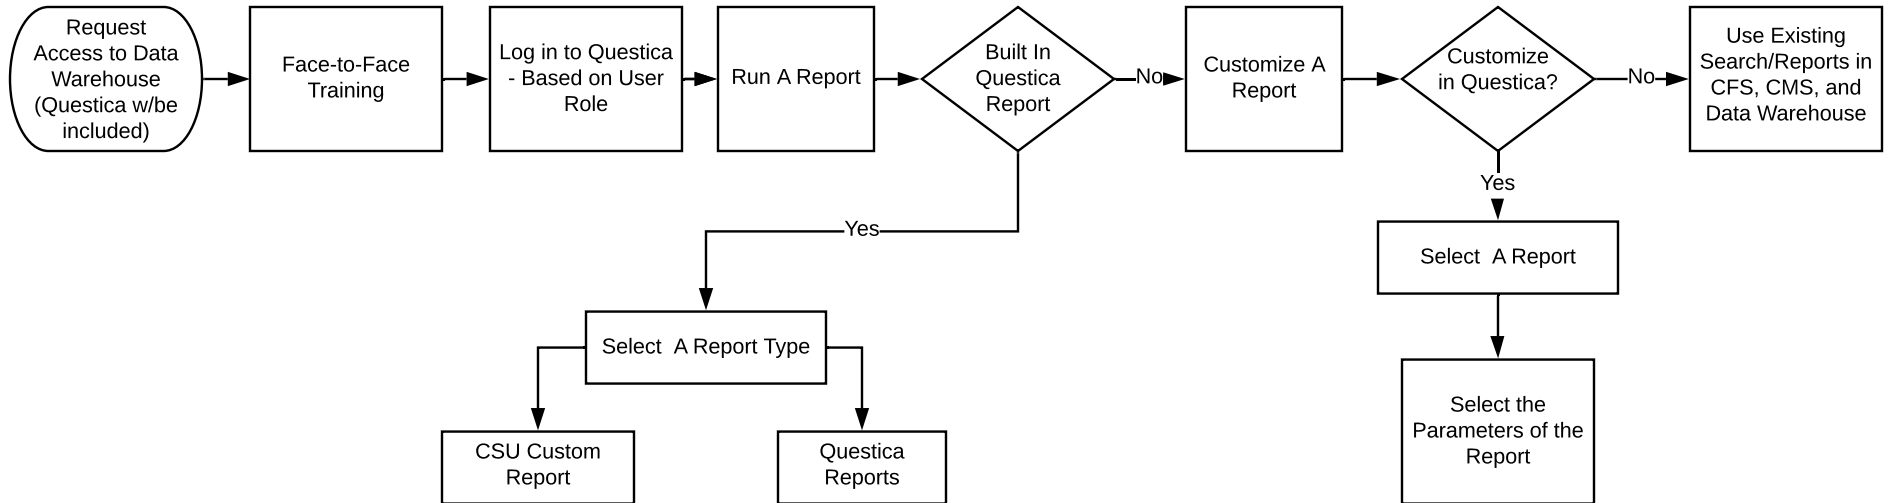 Request
Access to Data
Warehouse
(Questica w/be
included)
Face-to-Face
Training
Log in to Questica
- Based on User
Role
Run A Report
Built In
Questica
Report
No
Customize A
Report
Customize
in Questica?
No
Use Existing
Search/Reports in
CFS, CMS, and
Data Warehouse
Yes
Yes
Select  A Report
Select  A Report Type
CSU Custom
Report
Questica
Reports
Select the
Parameters of the
Report